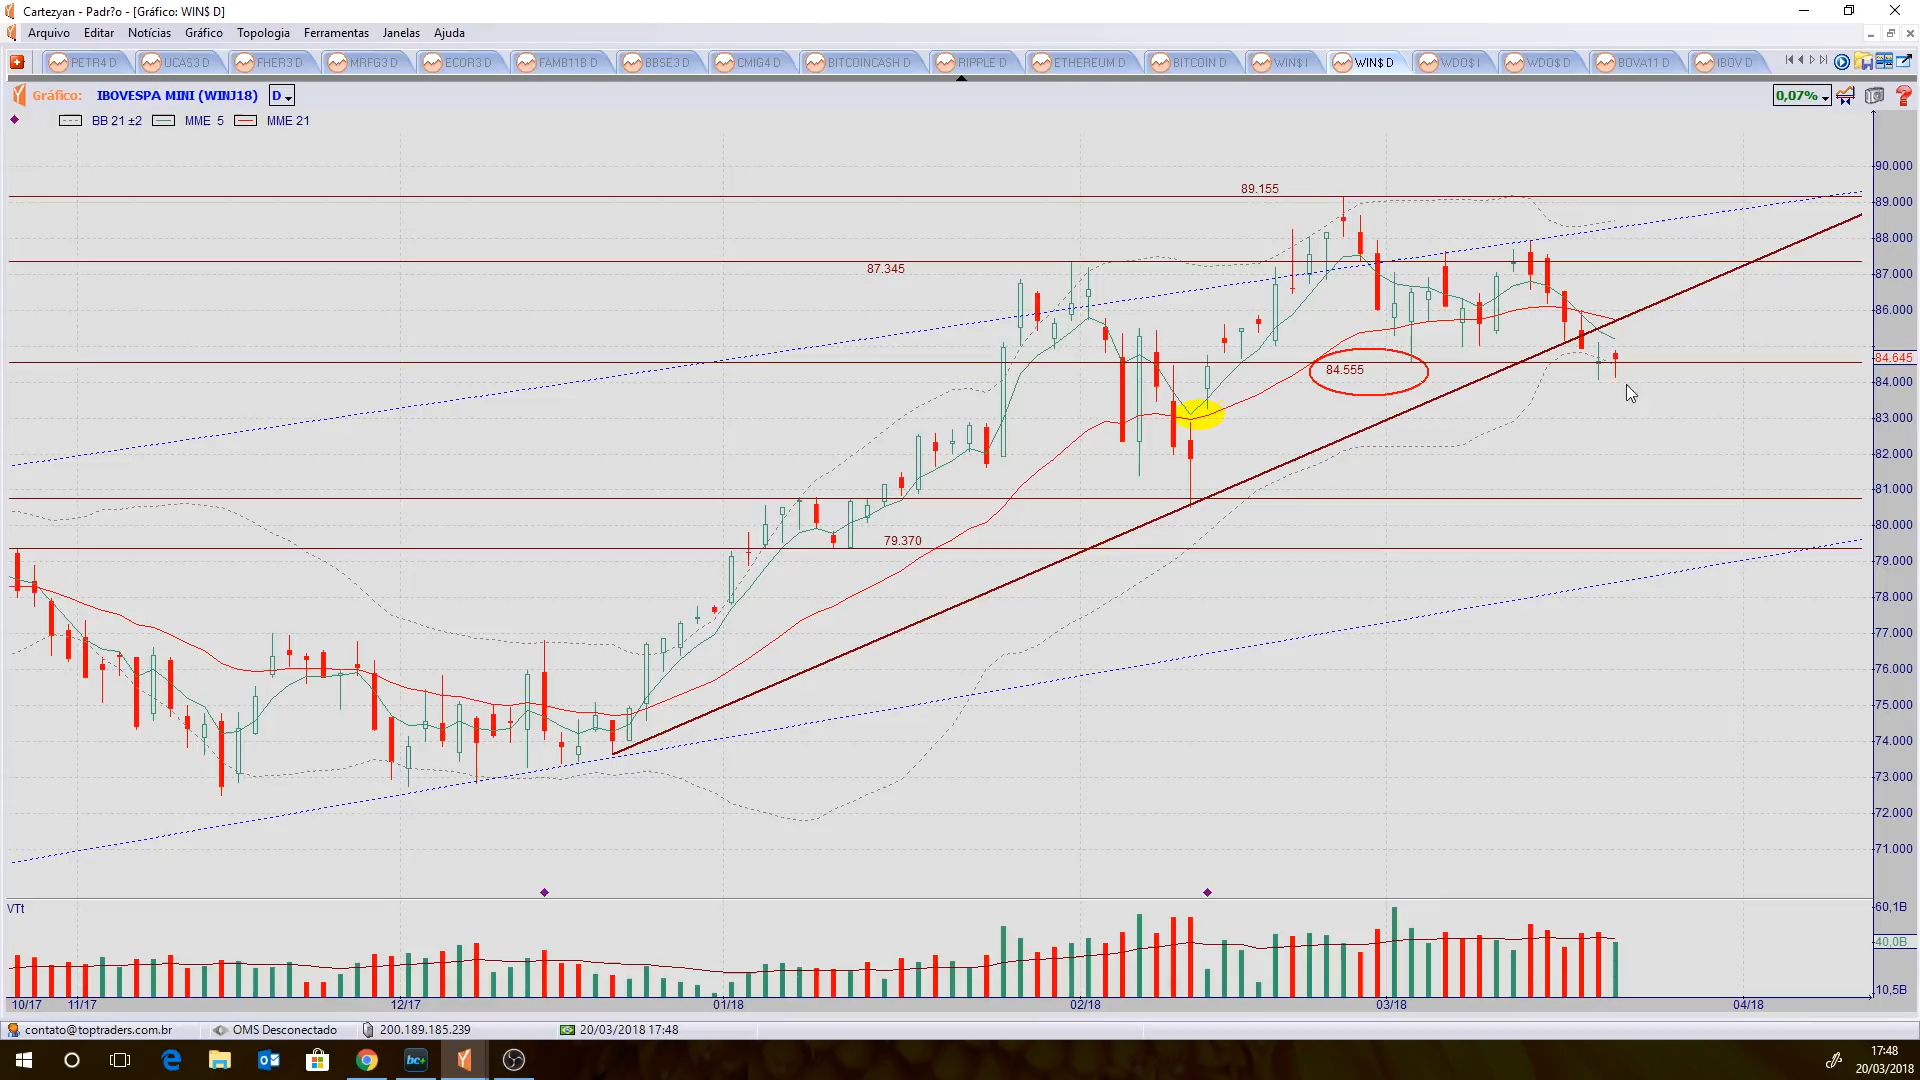 Cartezyan - Padr?o - [Gráfico: WIN$ D]
Arquivo Editar Notícias Gráfico Topologia Ferramentas Janelas Ajuda
PETR4 D UCAS3 D FHER3 D MRFG3 D ECOR3 D FAMB11B D BBSE3 D CMIG4 D BITCOINCASH D RIPPLE D ETHEREUM D BITCOIN D WIN$ I WIN$ D WDO$ I WDO$ D BOVA11 D IBOV D
Gráfico: IBOVESPA MINI (WINJ18) D
0,07%
BB 21 ±2 MME 5 MME 21
90.000
89.155
89.000
88.000
87.345
87.000
86.000
84.645
84.555
84.000
83.000
82.000
81.000
80.000
79.370
79.000
78.000
77.000
76.000
75.000
74.000
73.000
72.000
71.000
VTt
60,1B
40,0B
10,5B
10/17 11/17 12/17 01/18 02/18 03/18 04/18
contato@toptraders.com.br OMS Desconectado 200.189.185.239 20/03/2018 17:48
bc+
17:48
20/03/2018